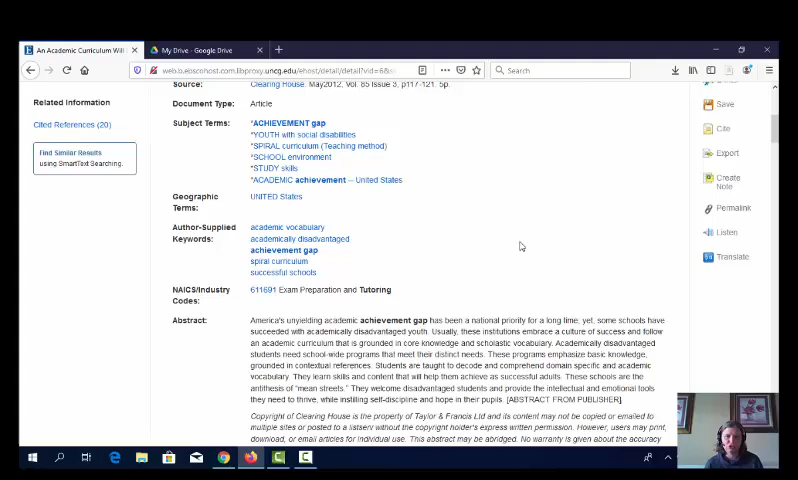 An Academic Curriculum Will
My Drive - Google Drive
Search
Related Information
Cited References (20)
Find Similar Results
using SmartText Searching.
Source:
Clearing House. May2012, Vol. 85 Issue 3, p117-121. 5p.
Document Type:
Article
Subject Terms:
*ACHIEVEMENT gap
*YOUTH with social disabilities
*SPIRAL curriculum (Teaching method)
*SCHOOL environment
*STUDY skills
*ACADEMIC achievement -- United States
Geographic
Terms:
UNITED States
Author-Supplied
Keywords:
academic vocabulary
academically disadvantaged
achievement gap
spiral curriculum
successful schools
NAICS/Industry
Codes:
611691 Exam Preparation and Tutoring
Abstract:
America's unyielding academic achievement gap has been a national priority for a long time; yet, some schools have
succeeded with academically disadvantaged youth. Usually, these institutions embrace a culture of success and follow
an academic curriculum that is grounded in core knowledge and scholastic vocabulary. Academically disadvantaged
students need school-wide programs that meet their distinct needs. These programs emphasize basic knowledge,
grounded in contextual references. Students are taught to decode and comprehend domain specific and academic
vocabulary. They learn skills and content that will help them achieve as successful adults. These schools are the
antithesis of "mean streets." They welcome disadvantaged students and provide the intellectual and emotional tools
they need to thrive, while instilling self-discipline and hope in their pupils. [ABSTRACT FROM PUBLISHER]
Copyright of Clearing House is the property of Taylor & Francis Ltd and its content may not be copied or emailed to
multiple sites or posted to a listserv without the copyright holder's express written permission. However, users may print,
download, or email articles for individual use. This abstract may be abridged. No warranty is given about the accuracy
Save
Cite
Export
Create
Note
Permalink
Listen
Translate